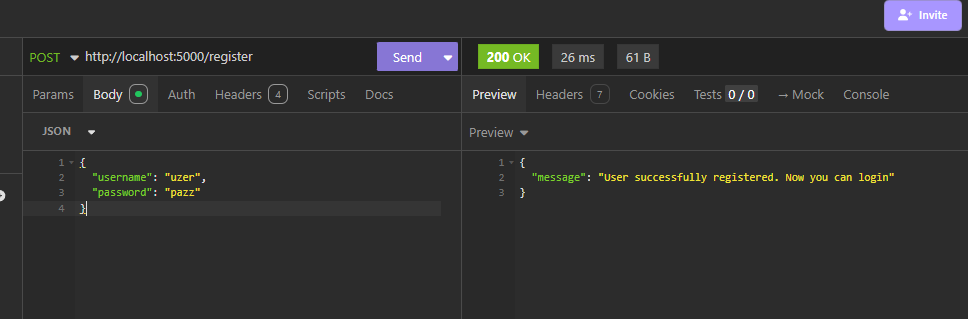 Invite
POST http://localhost:5000/register Send
200 OK 26 ms 61 B
Params Body Auth Headers 4 Scripts Docs
Preview Headers 7 Cookies Tests 0 / 0 → Mock Console
JSON
Preview
1 {
2 "username": "uzer",
3 "password": "pazz"
4 }
1 {
2 "message": "User successfully registered. Now you can login"
3 }